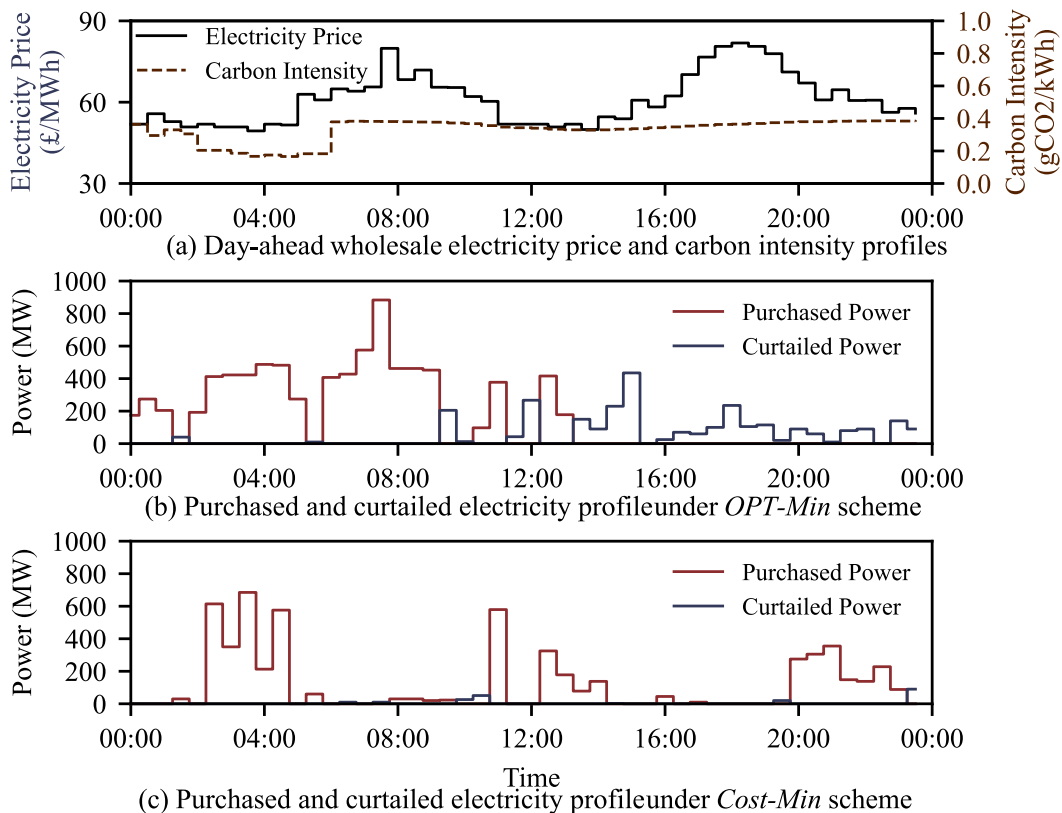 Electricity Price
(£/MWh)
90
60
30
Electricity Price
Carbon Intensity
1.0
0.8
0.6
0.4
0.2
0.0
Carbon Intensity
(gCO2/kWh)
00:00 04:00 08:00 12:00 16:00 20:00 00:00
(a) Day-ahead wholesale electricity price and carbon intensity profiles
Power (MW)
1000
800
600
400
200
0
Purchased Power
Curtailed Power
00:00 04:00 08:00 12:00 16:00 20:00 00:00
(b) Purchased and curtailed electricity profileunder OPT-Min scheme
Power (MW)
1000
800
600
400
200
0
Purchased Power
Curtailed Power
00:00 04:00 08:00 12:00 16:00 20:00 00:00
Time
(c) Purchased and curtailed electricity profileunder Cost-Min scheme